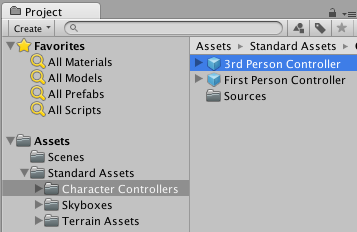 Project
Create
Favorites
All Materials
All Models
All Prefabs
All Scripts
Assets
Scenes
Standard Assets
Character Controllers
Skyboxes
Terrain Assets
Assets Standard Assets
3rd Person Controller
First Person Controller
Sources